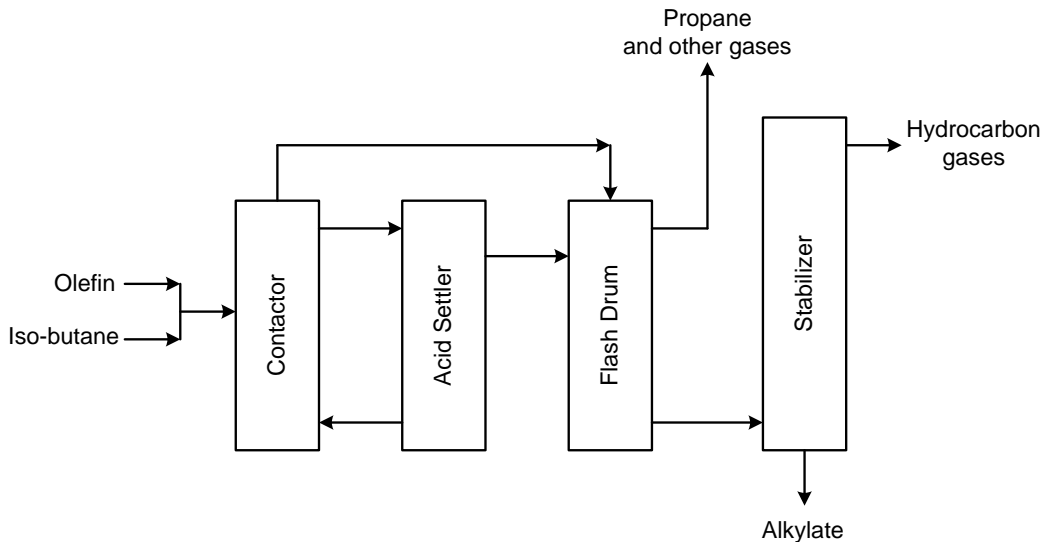 Propane
and other gases
Hydrocarbon
gases
Olefin
Iso-butane
Contactor
Acid Settler
Flash Drum
Stabilizer
Alkylate